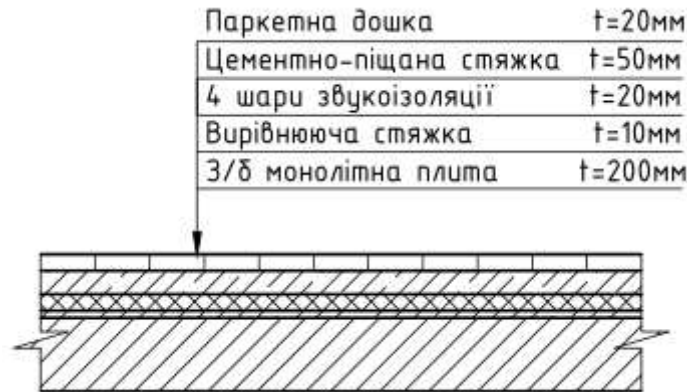 Паркетна дошка t=20мм
Цементно-піщана стяжка t=50мм
4 шари звукоізоляції t=20мм
Вирівнююча стяжка t=10мм
З/б монолітна плита t=200мм